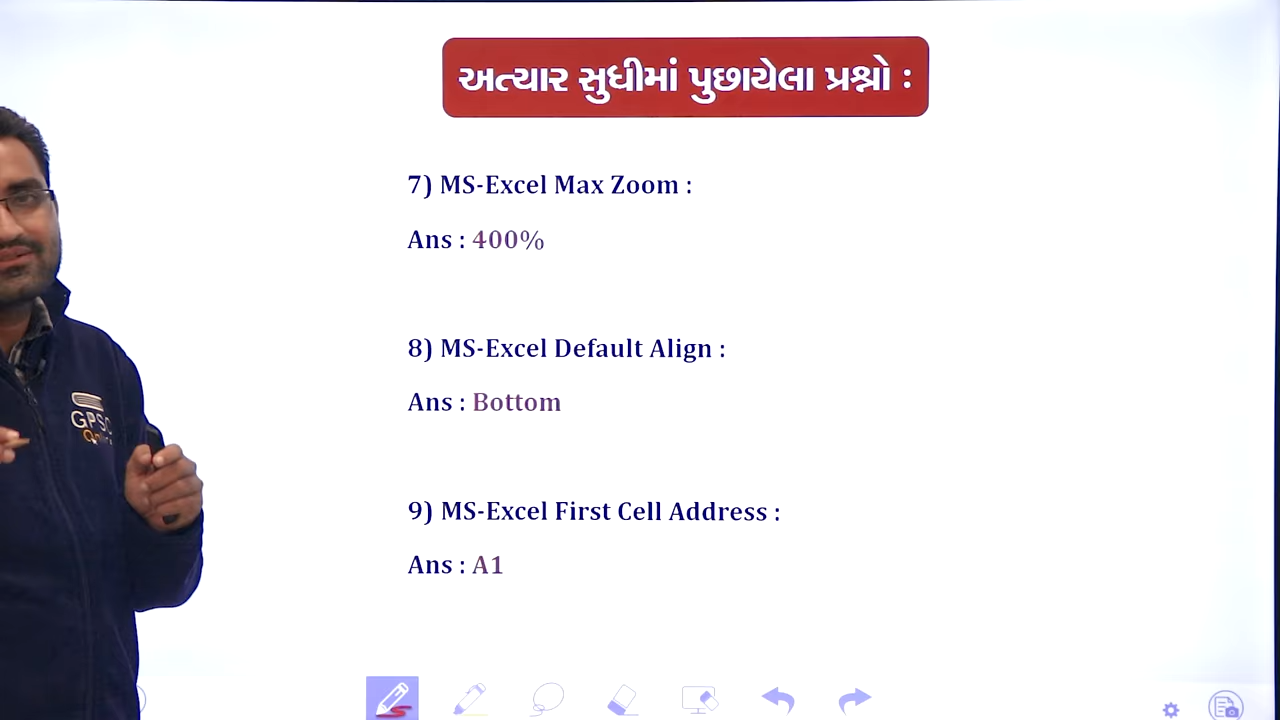 અત્યાર સુધીમાં પુછાયેલા પ્રશ્નો :
7) MS-Excel Max Zoom :
Ans : 400%
8) MS-Excel Default Align :
Ans : Bottom
9) MS-Excel First Cell Address :
Ans : A1
GPSC